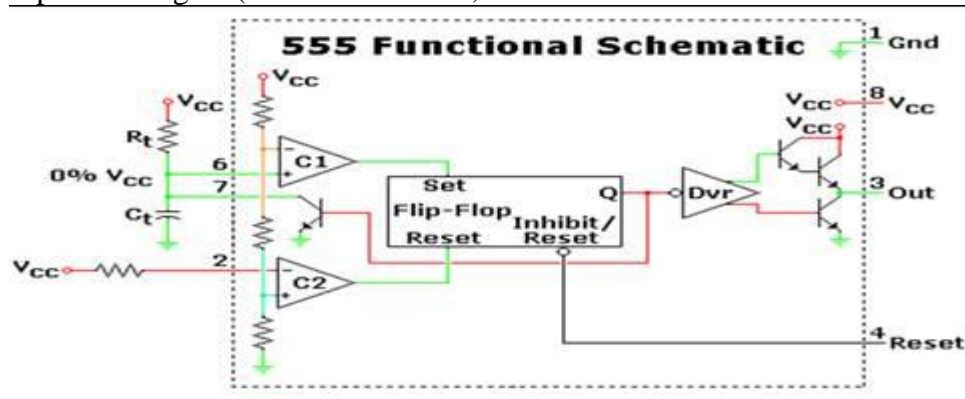 555 Functional Schematic
1 Gnd
VCC
VCC
8 VCC
VCC
VCC
Rt
6
C1
0% VCC
7
Set
Q
Dvr
3 Out
Ct
Flip-Flop
Inhibit/
Reset
Reset
VCC
2
C2
4 Reset